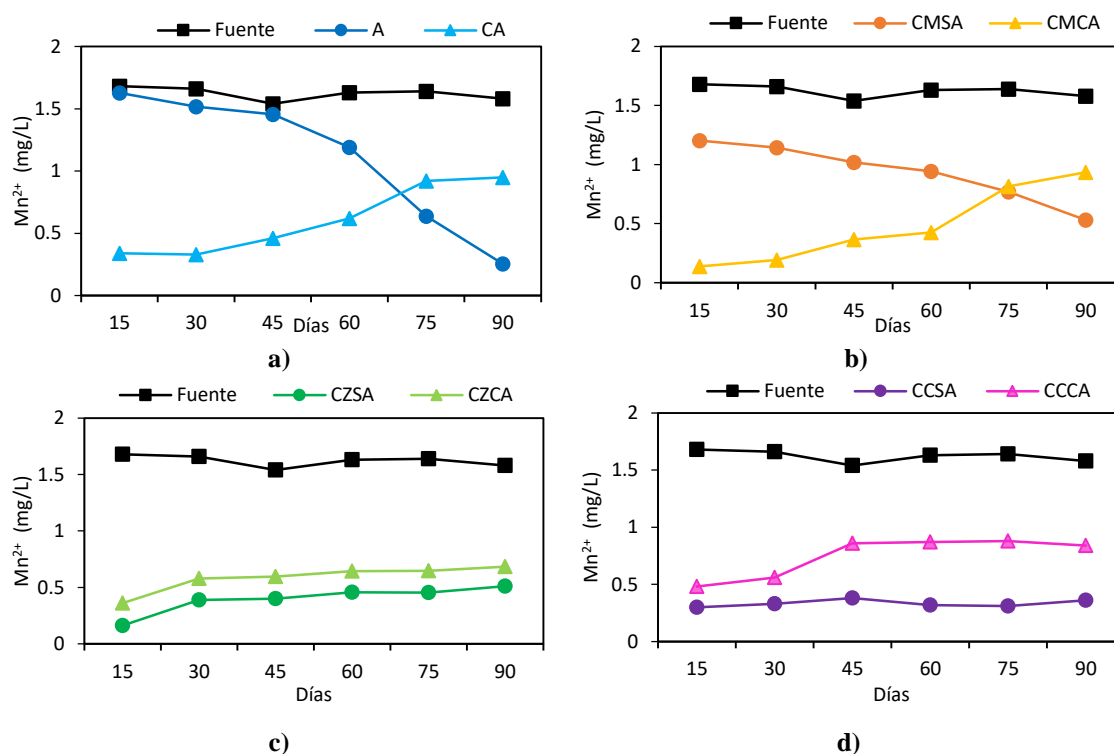 Fuente A CA
2
1.5
1
0.5
0
Mn²⁺ (mg/L)
15 30 45 60 75 90
Días
a)
Fuente CMSA CMCA
2
1.5
1
0.5
0
Mn²⁺ (mg/L)
15 30 45 60 75 90
Días
b)
Fuente CZSA CZCA
2
1.5
1
0.5
0
Mn²⁺ (mg/L)
15 30 45 60 75 90
Días
c)
Fuente CCSA CCCA
2
1.5
1
0.5
0
Mn²⁺ (mg/L)
15 30 45 60 75 90
Días
d)